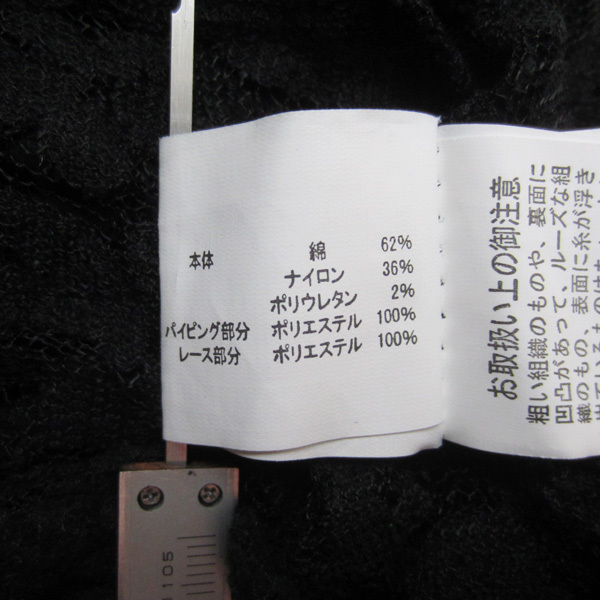 本体 綿 62%
ナイロン 36%
ポリウレタン 2%
パイピング部分 ポリエステル 100%
レース部分 ポリエステル 100%
お取扱い上の御注意
粗い組織のものや、裏面に
凹凸があって、ルーズな組
織のもの、表面に糸が浮き
105